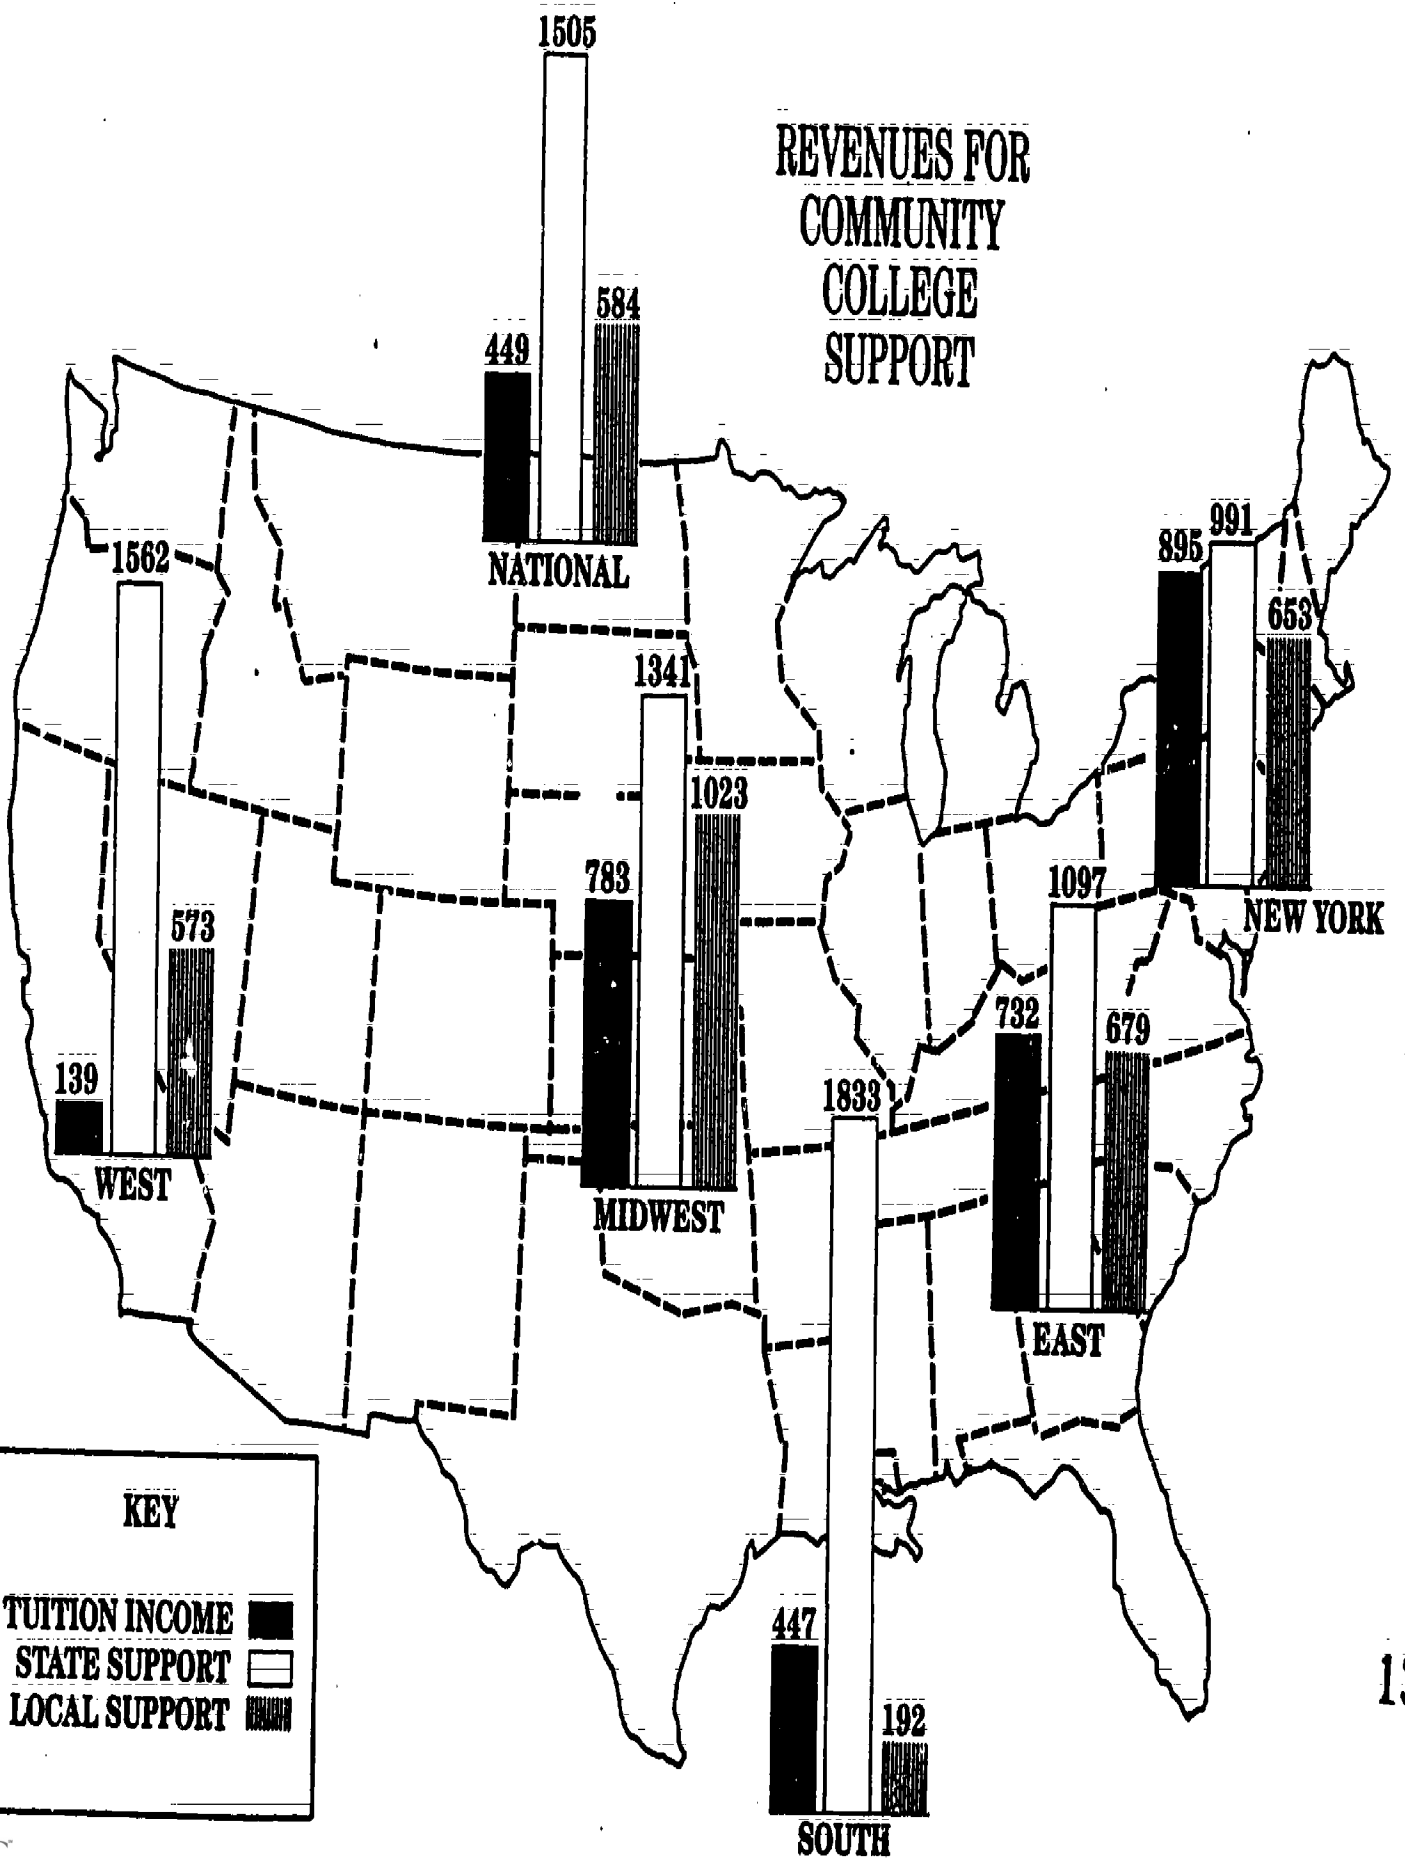 1505
REVENUES FOR
COMMUNITY
COLLEGE
SUPPORT
584
449
NATIONAL
1562
573
139
WEST
1341
1023
783
MIDWEST
991
895
653
NEW YORK
1097
732
679
EAST
1833
447
192
SOUTH
KEY
TUITION INCOME
STATE SUPPORT
LOCAL SUPPORT